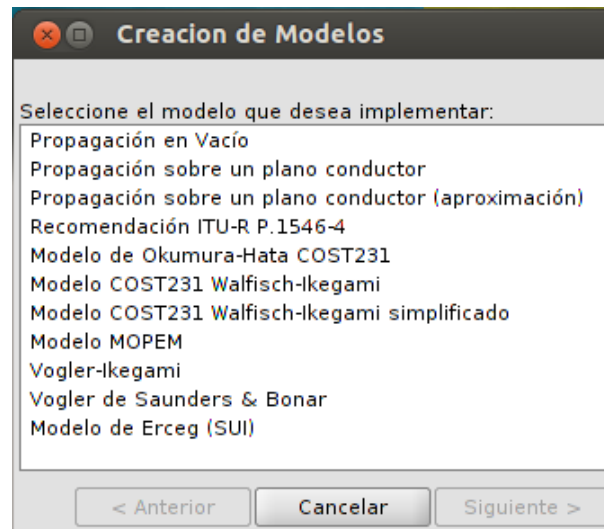 Creacion de Modelos
Seleccione el modelo que desea implementar:
Propagación en Vacío
Propagación sobre un plano conductor
Propagación sobre un plano conductor (aproximación)
Recomendación ITU-R P.1546-4
Modelo de Okumura-Hata COST231
Modelo COST231 Walfisch-Ikegami
Modelo COST231 Walfisch-Ikegami simplificado
Modelo MOPEM
Vogler-Ikegami
Vogler de Saunders & Bonar
Modelo de Erceg (SUI)
< Anterior Cancelar Siguiente >